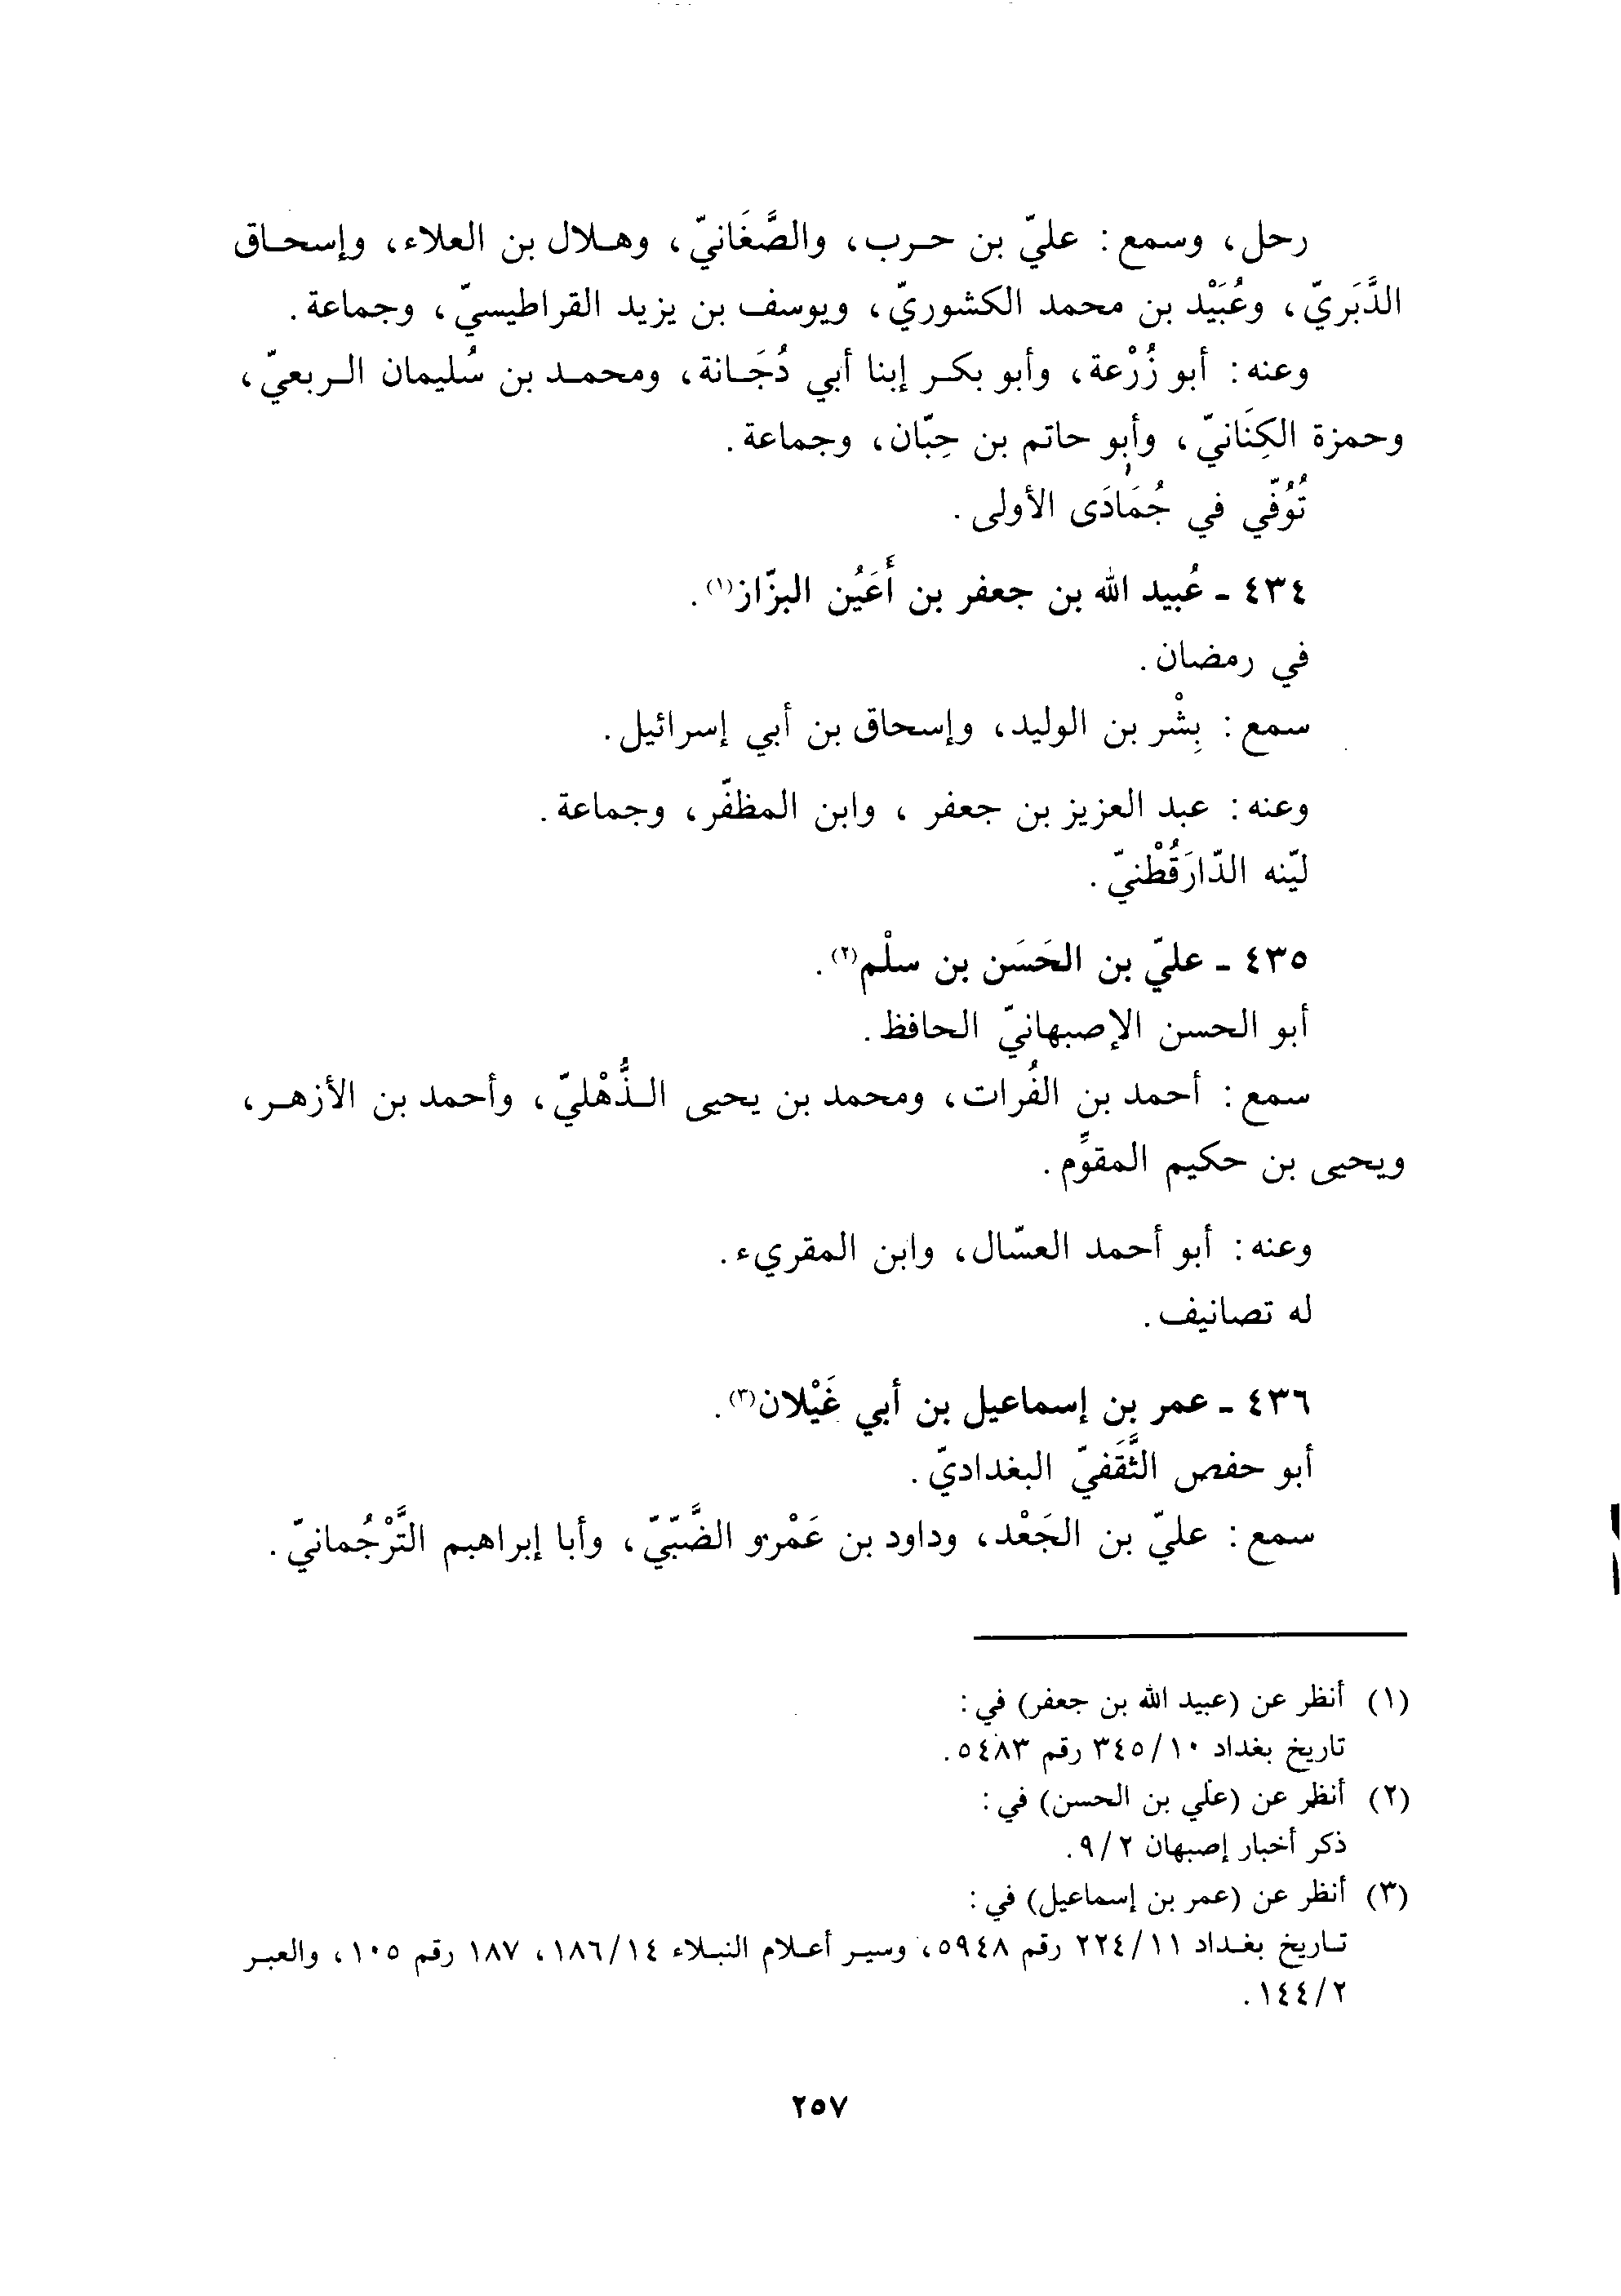 رحل، وسمع: عليّ بن حرب، والصَّغَانيّ، وهلال بن العلاء، وإسحاق
الدَّبَريّ، وعُبَيْد بن محمد الكشوريّ، ويوسف بن يزيد القراطيسيّ، وجماعة.
وعنه: أبو زُرْعة، وأبو بكر إبنا أبي دُجَانة، ومحمد بن سُليمان الربعيّ،
وحمزة الكِنَانيّ، وأبو حاتم بن حِبّان، وجماعة.
تُوُفّي في جُمَادَى الأولى.
٤٣٤ - عُبيد الله بن جعفر بن أَعَيُن البزّاز(١).
في رمضان.
سمع: بِشْر بن الوليد، وإسحاق بن أبي إسرائيل.
وعنه: عبد العزيز بن جعفر، وابن المظفّر، وجماعة.
ليّنه الدّارَقُطْنيّ.
٤٣٥ - عليّ بن الحَسَن بن سلْم(٢).
أبو الحسن الإصبهانيّ الحافظ.
سمع: أحمد بن الفُرات، ومحمد بن يحيى الذُّهْليّ، وأحمد بن الأزهر،
ويحيى بن حكيم المقوِّم.
وعنه: أبو أحمد العسّال، وابن المقريء.
له تصانيف.
٤٣٦ - عمر بن إسماعيل بن أبي غَيْلان(٣).
أبو حفص الثَّقَفيّ البغداديّ.
سمع: عليّ بن الجَعْد، وداود بن عَمْرو الضَّبّيّ، وأبا إبراهيم التَّرْجُمانيّ.
(١) أنظر عن (عبيد الله بن جعفر) في:
تاريخ بغداد ٣٤٥/١٠ رقم ٥٤٨٣.
(٢) أنظر عن (علي بن الحسن) في:
ذكر أخبار إصبهان ٩/٢.
(٣) أنظر عن (عمر بن إسماعيل) في:
تاريخ بغداد ٢٢٤/١١ رقم ٥٩٤٨، وسير أعلام النبلاء ١٨٦/١٤، ١٨٧ رقم ١٠٥، والعبر
١٤٤/٢.
٢٥٧